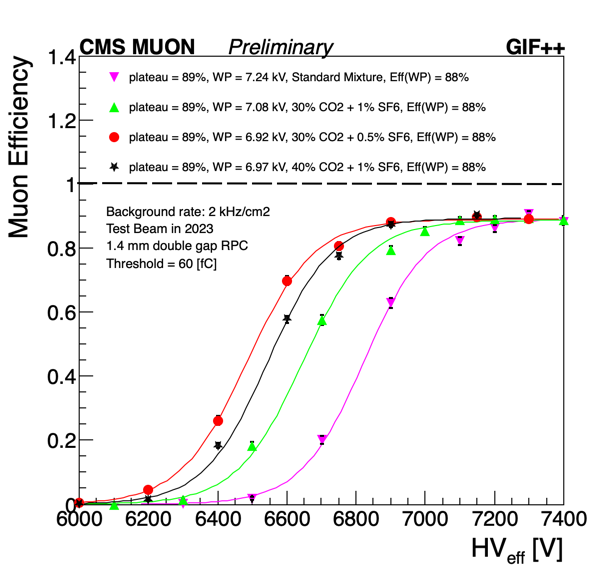 CMS MUON Preliminary GIF++
plateau = 89%, WP = 7.24 kV, Standard Mixture, Eff(WP) = 88%
plateau = 89%, WP = 7.08 kV, 30% CO2 + 1% SF6, Eff(WP) = 88%
plateau = 89%, WP = 6.92 kV, 30% CO2 + 0.5% SF6, Eff(WP) = 88%
plateau = 89%, WP = 6.97 kV, 40% CO2 + 1% SF6, Eff(WP) = 88%
Background rate: 2 kHz/cm2
Test Beam in 2023
1.4 mm double gap RPC
Threshold = 60 [fC]
Muon Efficiency
1.4
1.2
1
0.8
0.6
0.4
0.2
0
6000 6200 6400 6600 6800 7000 7200 7400
HVeff [V]